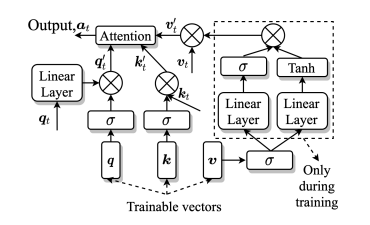 Output, a_t
Attention
v'_t
q'_t
k'_t
v_t
σ
Tanh
Linear
Layer
k_t
Linear
Layer
Linear
Layer
q_t
σ
σ
q
k
v
σ
Only
during
training
Trainable vectors